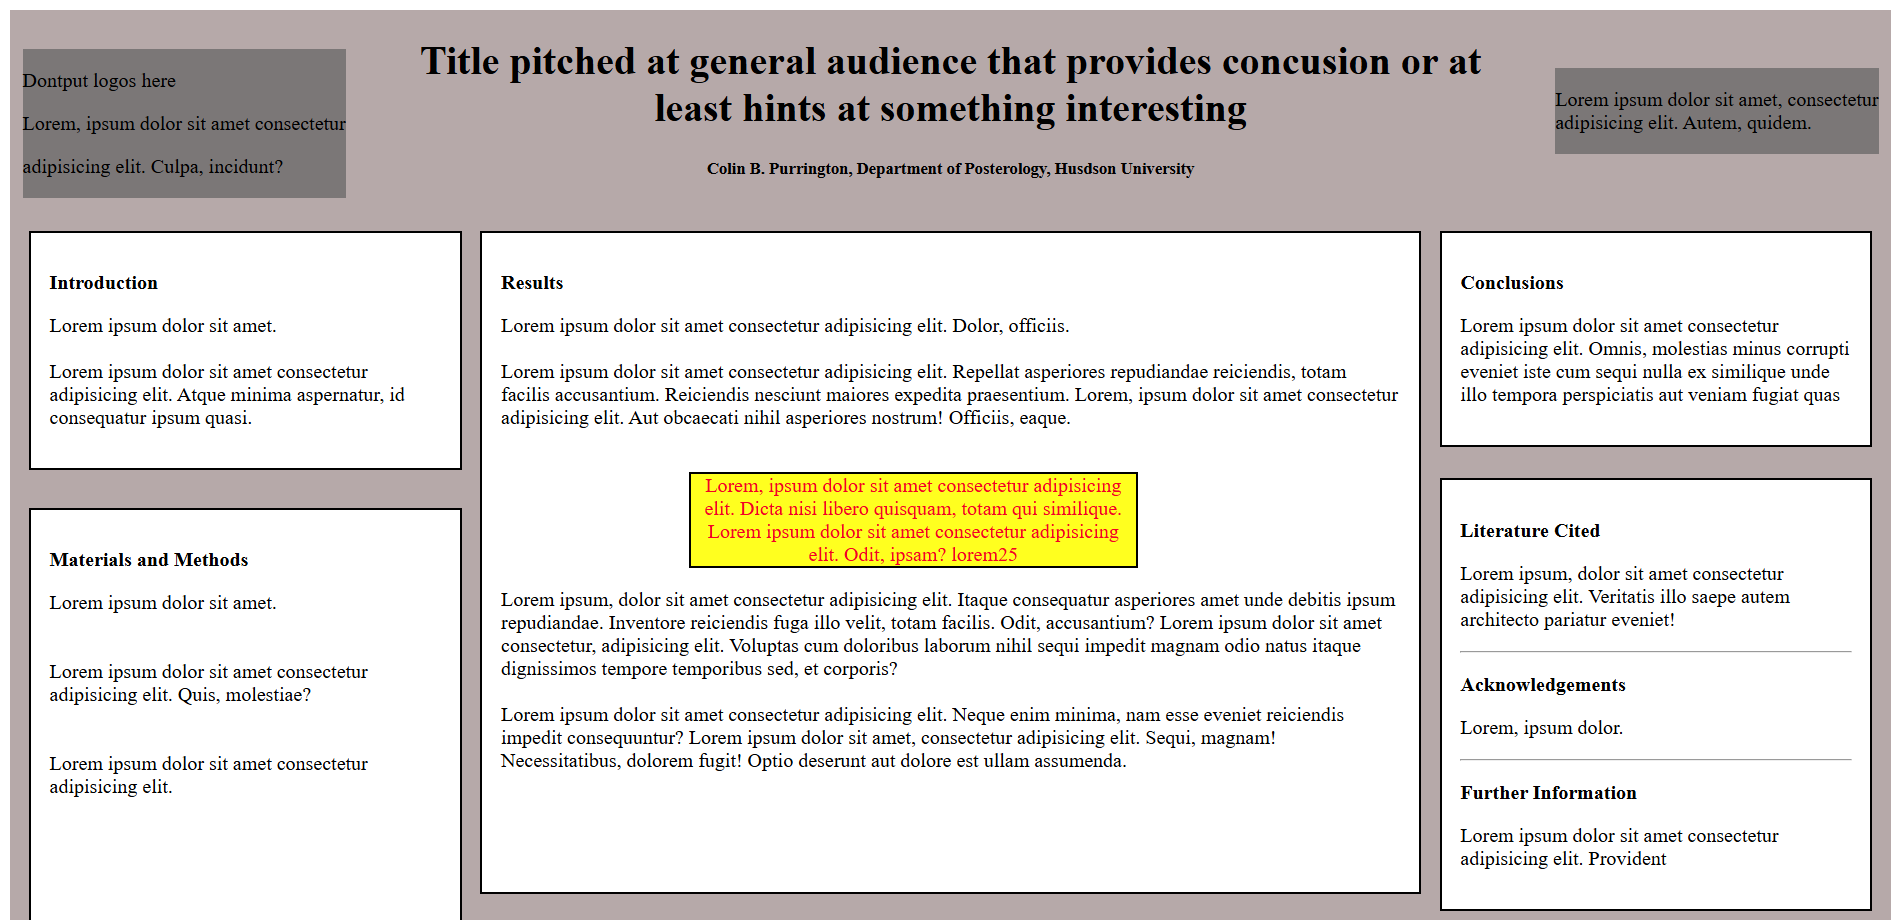 Dontput logos here
Lorem, ipsum dolor sit amet consectetur
adipisicing elit. Culpa, incidunt?
Title pitched at general audience that provides concusion or at
least hints at something interesting
Colin B. Purrington, Department of Posterology, Husdson University
Lorem ipsum dolor sit amet, consectetur
adipisicing elit. Autem, quidem.
Introduction
Lorem ipsum dolor sit amet.
Lorem ipsum dolor sit amet consectetur
adipisicing elit. Atque minima aspernatur, id
consequatur ipsum quasi.
Materials and Methods
Lorem ipsum dolor sit amet.
Lorem ipsum dolor sit amet consectetur
adipisicing elit. Quis, molestiae?
Lorem ipsum dolor sit amet consectetur
adipisicing elit.
Results
Lorem ipsum dolor sit amet consectetur adipisicing elit. Dolor, officiis.
Lorem ipsum dolor sit amet consectetur adipisicing elit. Repellat asperiores repudiandae reiciendis, totam
facilis accusantium. Reiciendis nesciunt maiores expedita praesentium. Lorem, ipsum dolor sit amet consectetur
adipisicing elit. Aut obcaecati nihil asperiores nostrum! Officiis, eaque.
Lorem, ipsum dolor sit amet consectetur adipisicing
elit. Dicta nisi libero quisquam, totam qui similique.
Lorem ipsum dolor sit amet consectetur adipisicing
elit. Odit, ipsam? lorem25
Lorem ipsum, dolor sit amet consectetur adipisicing elit. Itaque consequatur asperiores amet unde debitis ipsum
repudiandae. Inventore reiciendis fuga illo velit, totam facilis. Odit, accusantium? Lorem ipsum dolor sit amet
consectetur, adipisicing elit. Voluptas cum doloribus laborum nihil sequi impedit magnam odio natus itaque
dignissimos tempore temporibus sed, et corporis?
Lorem ipsum dolor sit amet consectetur adipisicing elit. Neque enim minima, nam esse eveniet reiciendis
impedit consequuntur? Lorem ipsum dolor sit amet, consectetur adipisicing elit. Sequi, magnam!
Necessitatibus, dolorem fugit! Optio deserunt aut dolore est ullam assumenda.
Conclusions
Lorem ipsum dolor sit amet consectetur
adipisicing elit. Omnis, molestias minus corrupti
eveniet iste cum sequi nulla ex similique unde
illo tempora perspiciatis aut veniam fugiat quas
Literature Cited
Lorem ipsum, dolor sit amet consectetur
adipisicing elit. Veritatis illo saepe autem
architecto pariatur eveniet!
Acknowledgements
Lorem, ipsum dolor.
Further Information
Lorem ipsum dolor sit amet consectetur
adipisicing elit. Provident